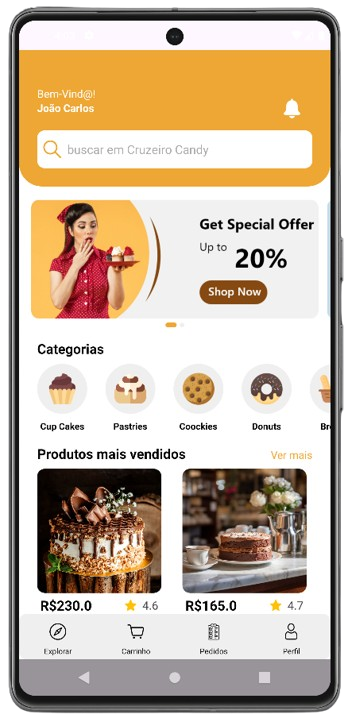 Bem-Vind@!
João Carlos
buscar em Cruzeiro Candy
Get Special Offer
Up to
20%
Shop Now
Categorias
Cup Cakes Pastries Coockies Donuts
Produtos mais vendidos Ver mais
R$230.0 4.6 R$165.0 4.7
Explorar Carrinho Pedidos Perfil